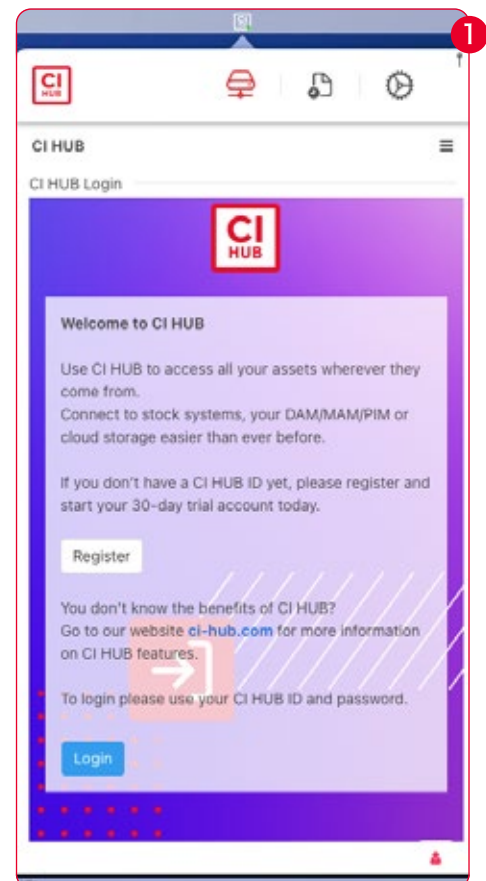 1
CI
HUB
CI HUB
CI HUB Login
CI
HUB
Welcome to CI HUB
Use CI HUB to access all your assets wherever they
come from.
Connect to stock systems, your DAM/MAM/PIM or
cloud storage easier than ever before.
If you don't have a CI HUB ID yet, please register and
start your 30-day trial account today.
Register
You don't know the benefits of CI HUB?
Go to our website ci-hub.com for more information
on CI HUB features.
To login please use your CI HUB ID and password.
Login